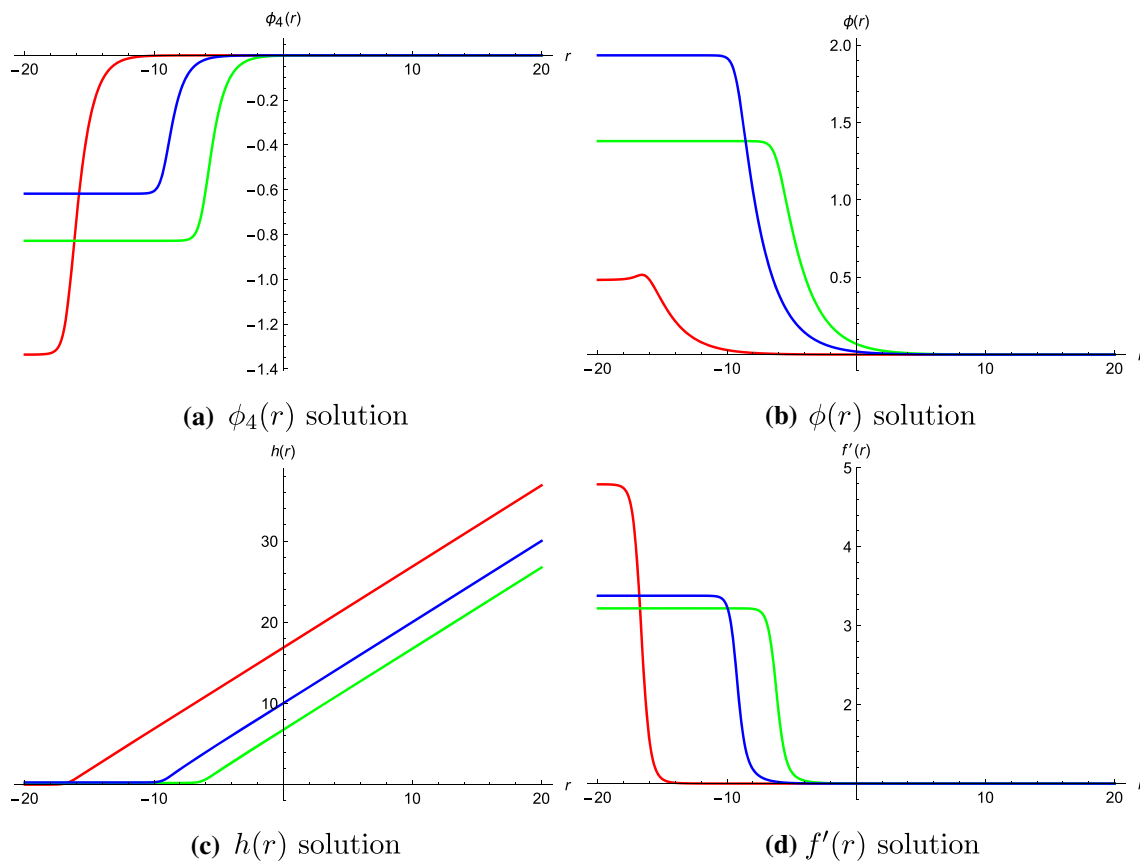 ϕ4(r)
−20 −10 10 20 r
−0.2
−0.4
−0.6
−0.8
−1.0
−1.2
−1.4
(a) ϕ4(r) solution
ϕ(r)
2.0
1.5
1.0
0.5
−20 −10 10 20
(b) ϕ(r) solution
h(r)
30
20
10
−20 −10 10 20 r
(c) h(r) solution
f′(r)
5
4
3
2
−20 −10 10 20
(d) f′(r) solution